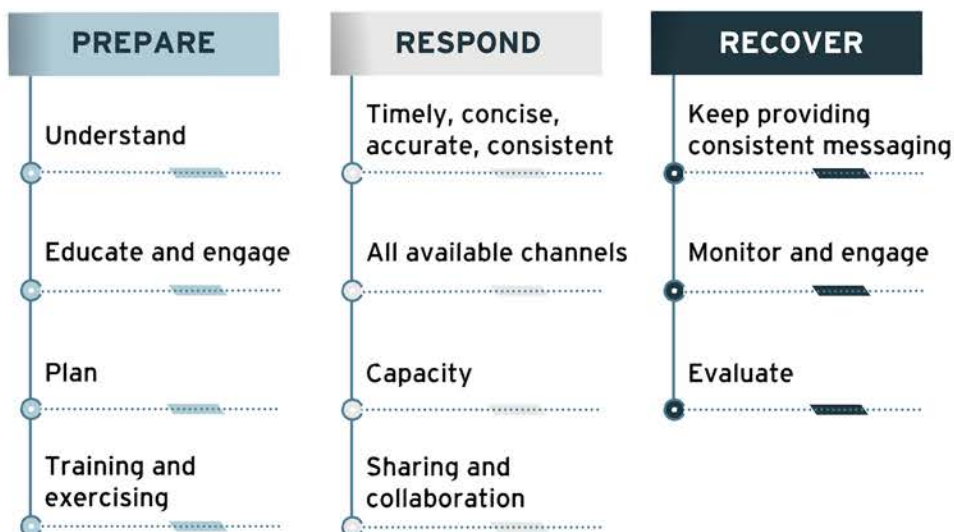 PREPARE
Understand
Educate and engage
Plan
Training and
exercising
RESPOND
Timely, concise,
accurate, consistent
All available channels
Capacity
Sharing and
collaboration
RECOVER
Keep providing
consistent messaging
Monitor and engage
Evaluate